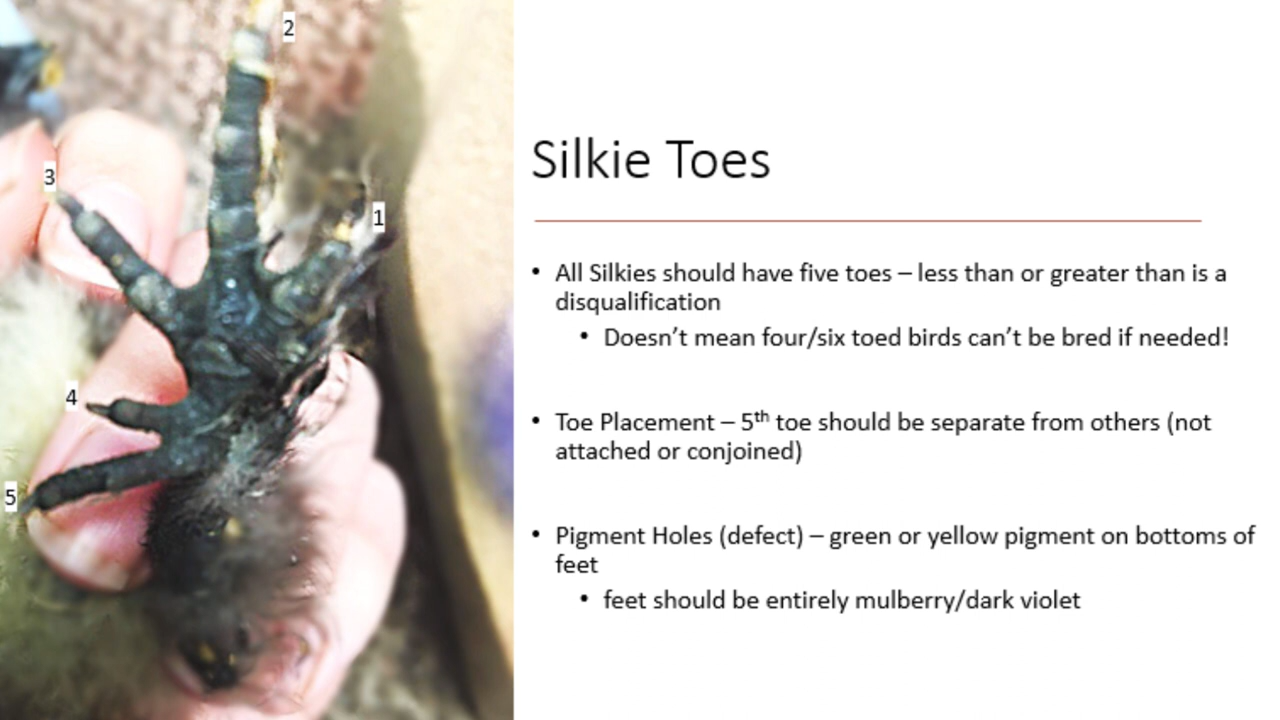 2
3
1
4
5
Silkie Toes
• All Silkies should have five toes – less than or greater than is a
disqualification
• Doesn’t mean four/six toed birds can’t be bred if needed!
• Toe Placement – 5th toe should be separate from others (not
attached or conjoined)
• Pigment Holes (defect) – green or yellow pigment on bottoms of
feet
• feet should be entirely mulberry/dark violet